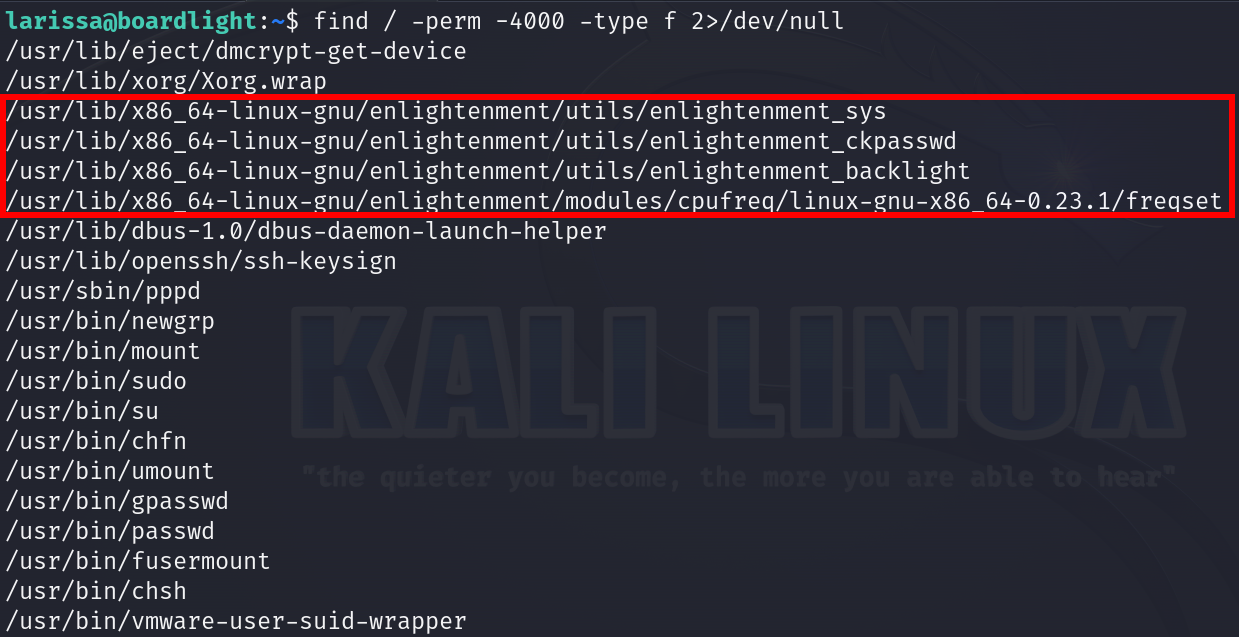 larissa@boardlight:~$ find / -perm -4000 -type f 2>/dev/null
/usr/lib/eject/dmcrypt-get-device
/usr/lib/xorg/Xorg.wrap
/usr/lib/x86_64-linux-gnu/enlightenment/utils/enlightenment_sys
/usr/lib/x86_64-linux-gnu/enlightenment/utils/enlightenment_ckpasswd
/usr/lib/x86_64-linux-gnu/enlightenment/utils/enlightenment_backlight
/usr/lib/x86_64-linux-gnu/enlightenment/modules/cpufreq/linux-gnu-x86_64-0.23.1/freqset
/usr/lib/dbus-1.0/dbus-daemon-launch-helper
/usr/lib/openssh/ssh-keysign
/usr/sbin/pppd
/usr/bin/newgrp
/usr/bin/mount
/usr/bin/sudo
/usr/bin/su
/usr/bin/chfn
/usr/bin/umount
/usr/bin/gpasswd
/usr/bin/passwd
/usr/bin/fusermount
/usr/bin/chsh
/usr/bin/vmware-user-suid-wrapper
KALI LINUX
"the quieter you become, the more you are able to hear"